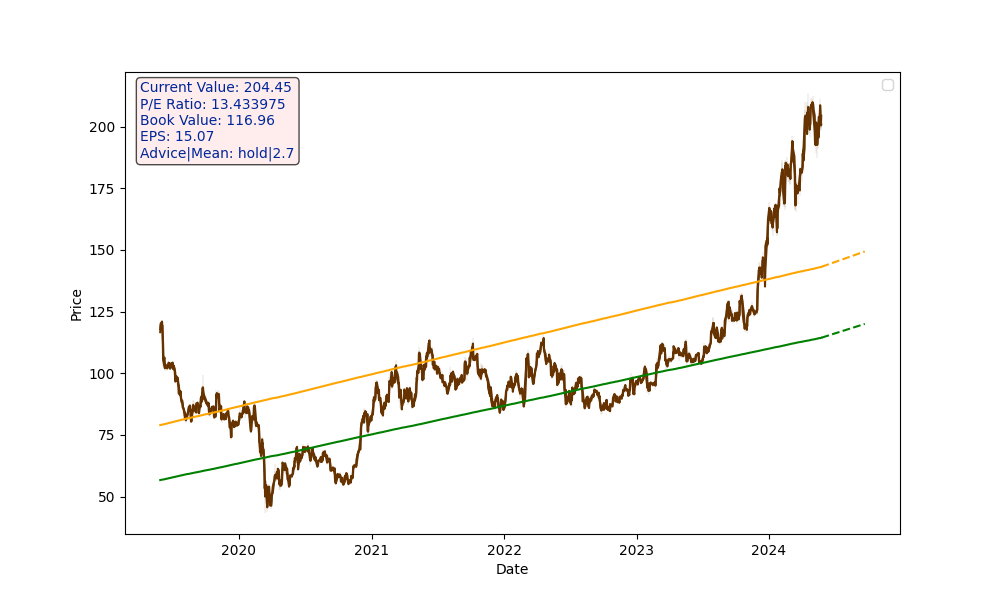 Current Value: 204.45
P/E Ratio: 13.433975
Book Value: 116.96
EPS: 15.07
Advice|Mean: hold|2.7
200
175
150
125
100
75
50
Price
2020 2021 2022 2023 2024
Date